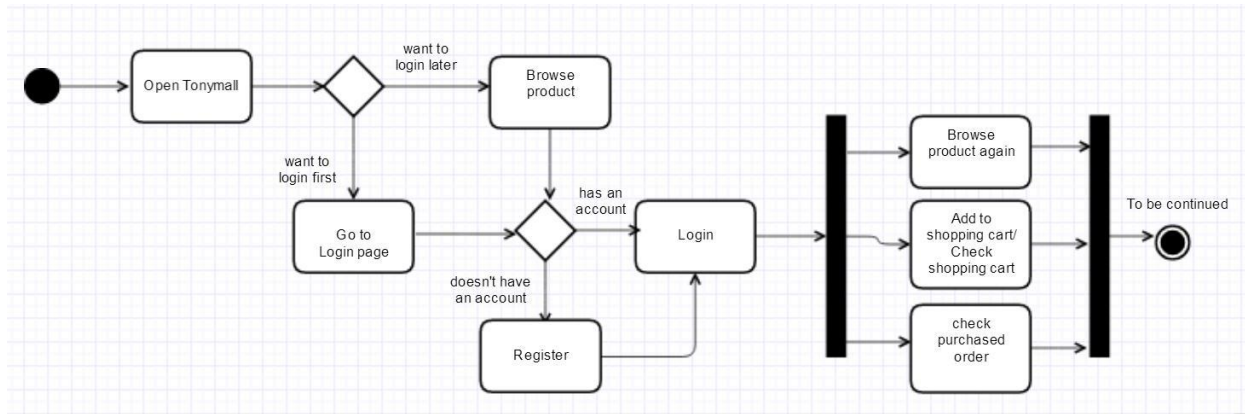 Open Tonymall
want to
login later
Browse
product
want to
login first
Go to
Login page
has an
account
Login
doesn't have
an account
Register
Browse
product again
Add to
shopping cart/
Check
shopping cart
check
purchased
order
To be continued